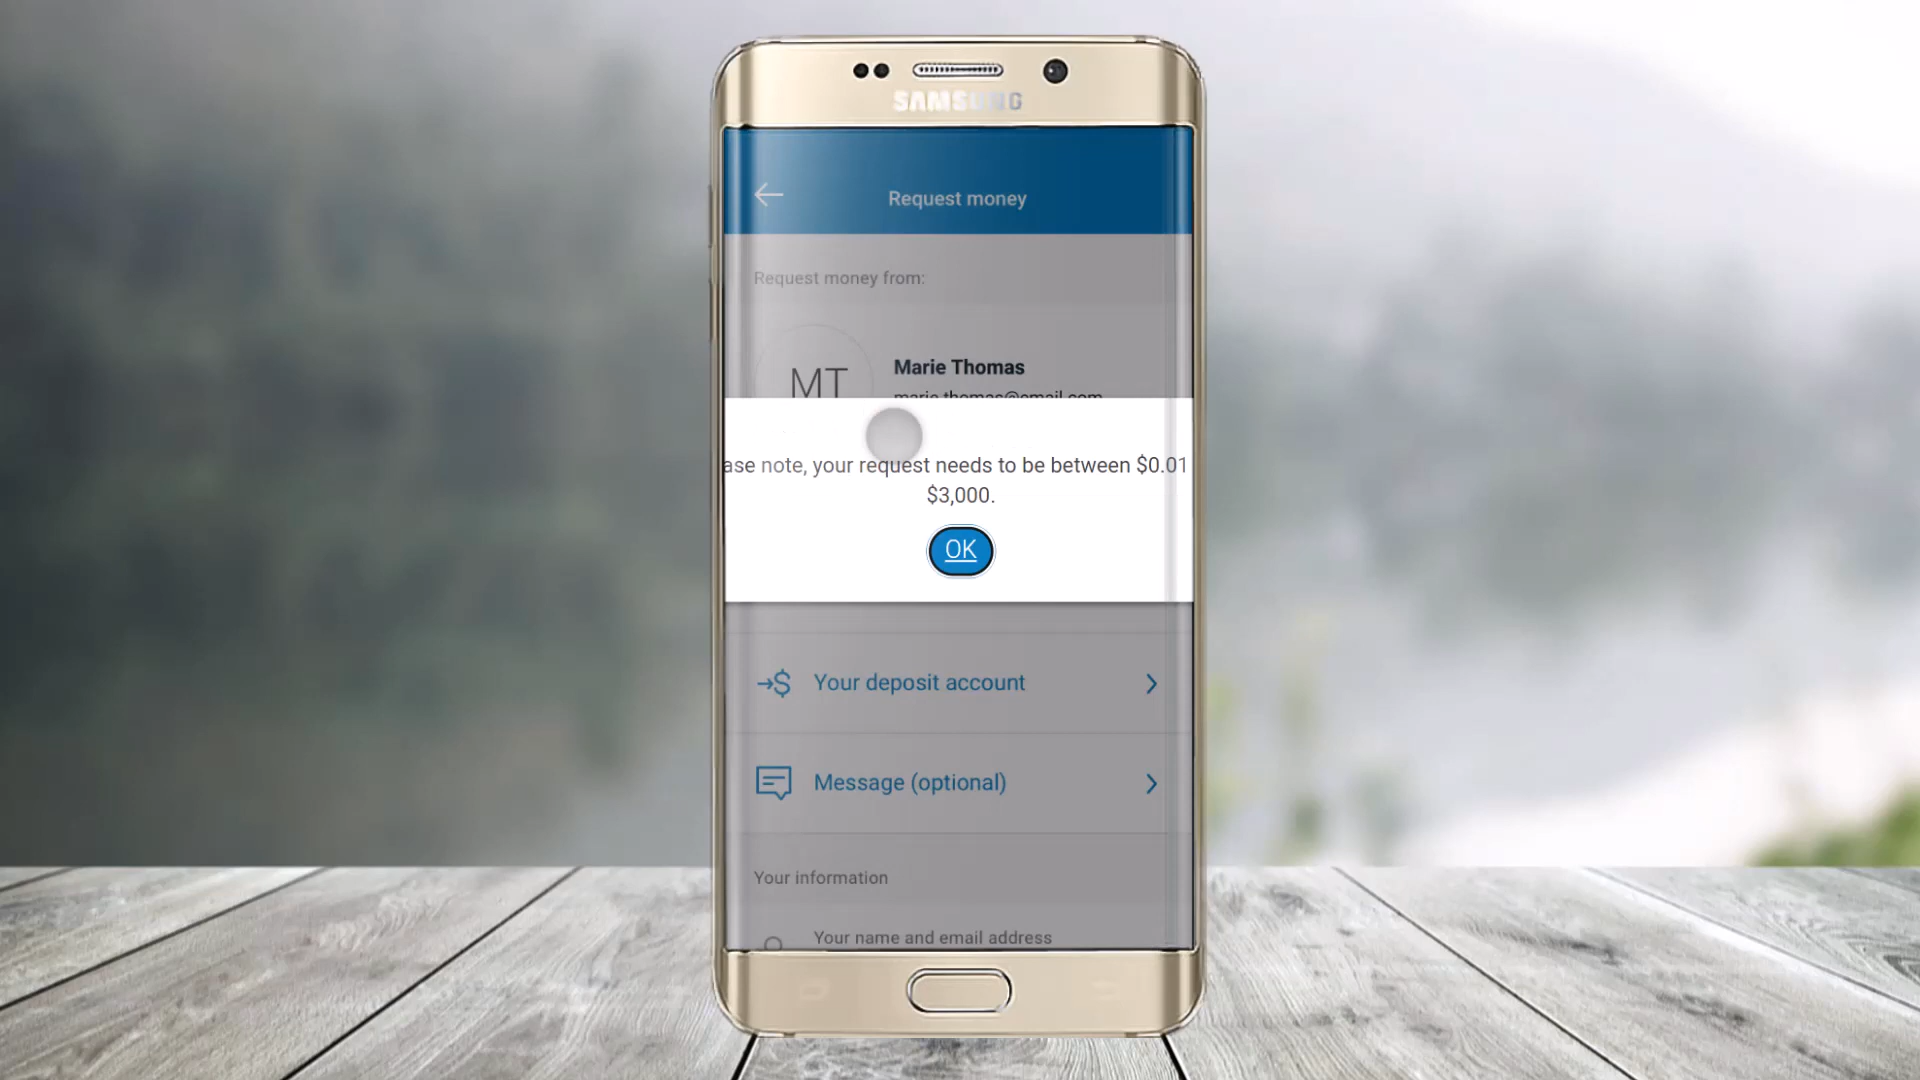 SAMSUNG
Request money
Request money from:
Marie Thomas
MT
marie.thomas@email.com
ase note, your request needs to be between $0.01
$3,000.
OK
Your deposit account
Message (optional)
Your information
Your name and email address